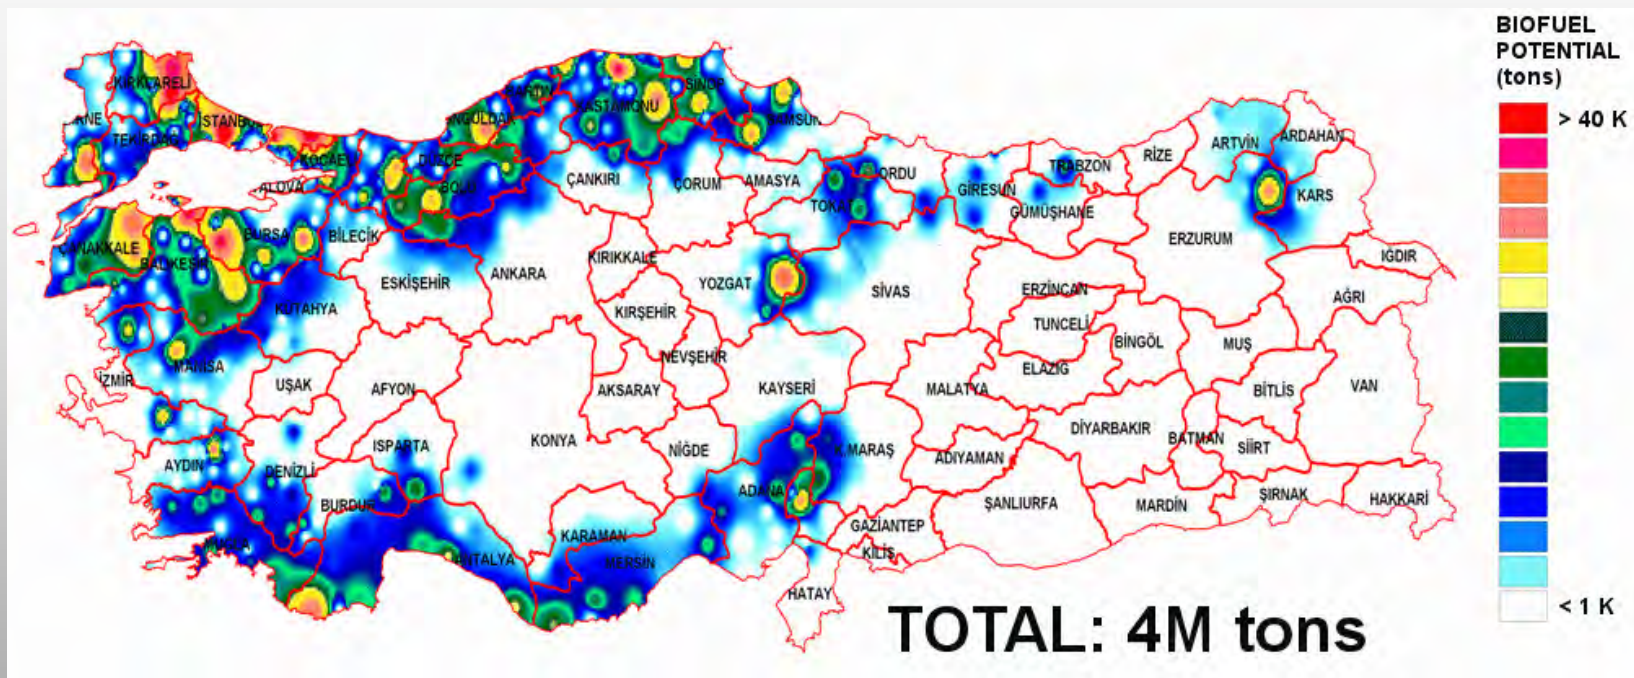 BIOFUEL
POTENTIAL
(tons)
> 40 K
< 1 K
KIRKLARELİ
İSTANBUL
TEKİRDAG
KOCAELİ
YALOVA
ZONGULDAK
BARTIN
KASTAMONU
SİNOP
SAMSUN
DÜZCE
BOLU
ÇANKIRI
ÇORUM
AMASYA
TOKAT
ORDU
GİRESUN
TRABZON
RİZE
ARTVİN
ARDAHAN
GÜMÜŞHANE
KARS
ÇANAKKALE
BALIKESİR
BURSA
BİLECİK
ESKİŞEHİR
ANKARA
KIRIKKALE
YOZGAT
SİVAS
ERZURUM
IĞDIR
ERZİNCAN
AĞRI
KUTAHYA
KIRŞEHİR
TUNCELİ
BİNGÖL
MUŞ
NEVŞEHİR
MANİSA
İZMİR
UŞAK
AFYON
AKSARAY
KAYSERİ
MALATYA
ELAZIĞ
BİTLİS
VAN
AYDIN
DENİZLİ
ISPARTA
KONYA
NİĞDE
K.MARAŞ
ADIYAMAN
DİYARBAKIR
BATMAN
SİİRT
BURDUR
ADANA
ŞANLIURFA
MARDİN
ŞIRNAK
HAKKARİ
MUĞLA
ANTALYA
KARAMAN
MERSİN
GAZİANTEP
KİLİS
HATAY
TOTAL: 4M tons